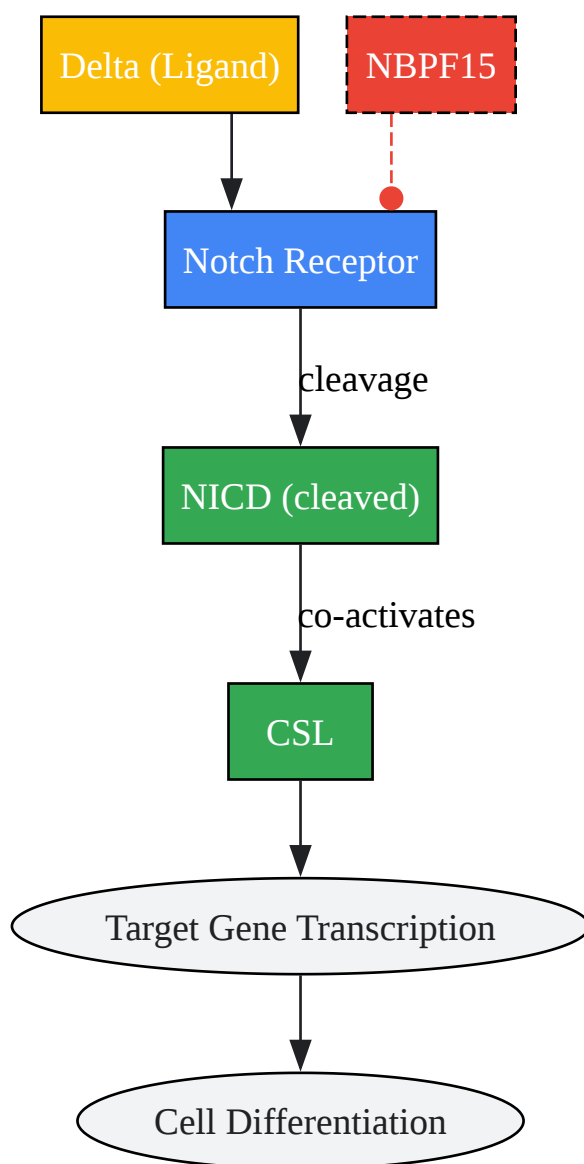 Delta (Ligand)
NBPF15
Notch Receptor
cleavage
NICD (cleaved)
co-activates
CSL
Target Gene Transcription
Cell Differentiation